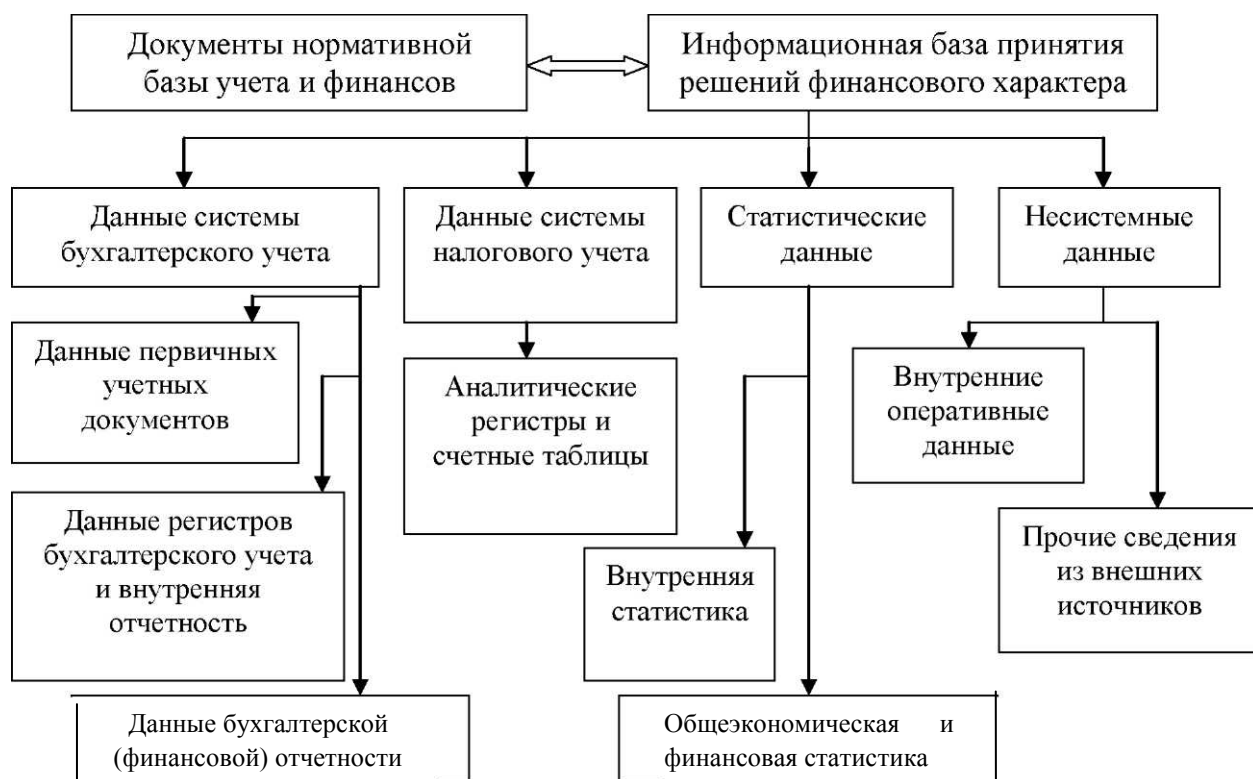 Документы нормативной
базы учета и финансов
Информационная база принятия
решений финансового характера
Данные системы
бухгалтерского учета
Данные системы
налогового учета
Статистические
данные
Несистемные
данные
Данные первичных
учетных
документов
Аналитические
регистры и
счетные таблицы
Внутренние
оперативные
данные
Данные регистров
бухгалтерского учета
и внутренняя
отчетность
Внутренняя
статистика
Прочие сведения
из внешних
источников
Данные бухгалтерской
(финансовой) отчетности
Общеэкономическая и
финансовая статистика